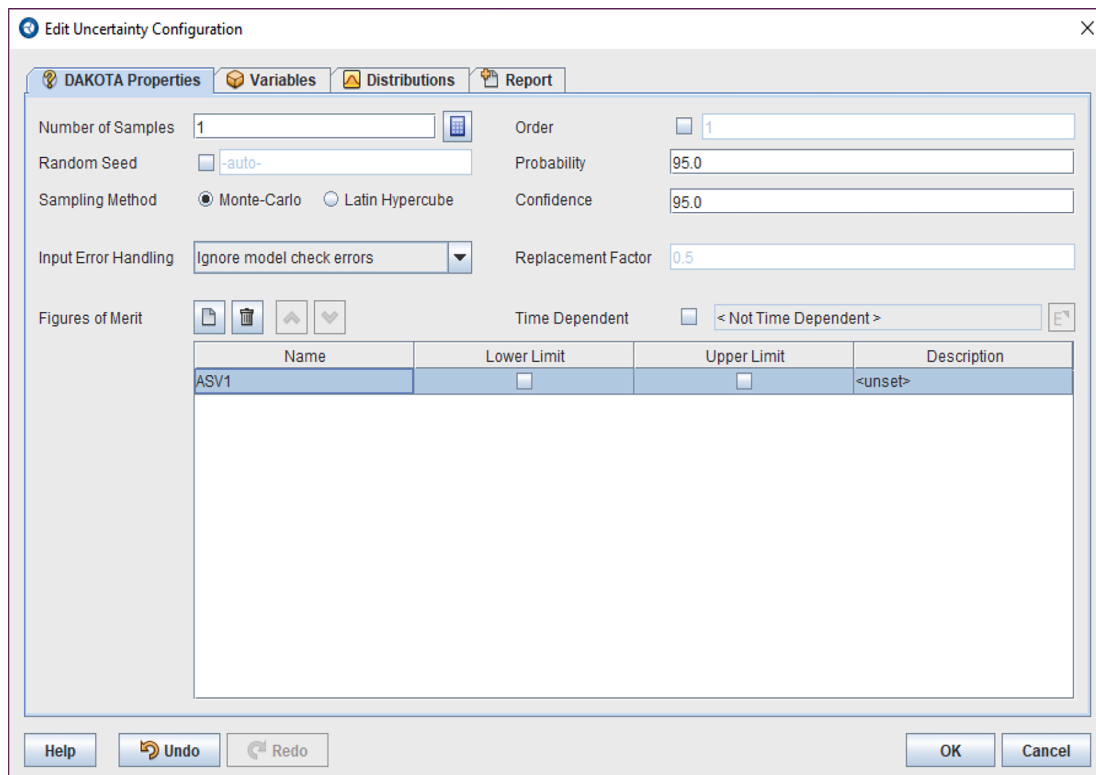 Edit Uncertainty Configuration
DAKOTA Properties Variables Distributions Report
Number of Samples 1 Order 1
Random Seed -auto- Probability 95.0
Sampling Method Monte-Carlo Latin Hypercube Confidence 95.0
Input Error Handling Ignore model check errors Replacement Factor 0.5
Figures of Merit Time Dependent < Not Time Dependent >
Name Lower Limit Upper Limit Description
ASV1 <unset>
Help Undo Redo OK Cancel